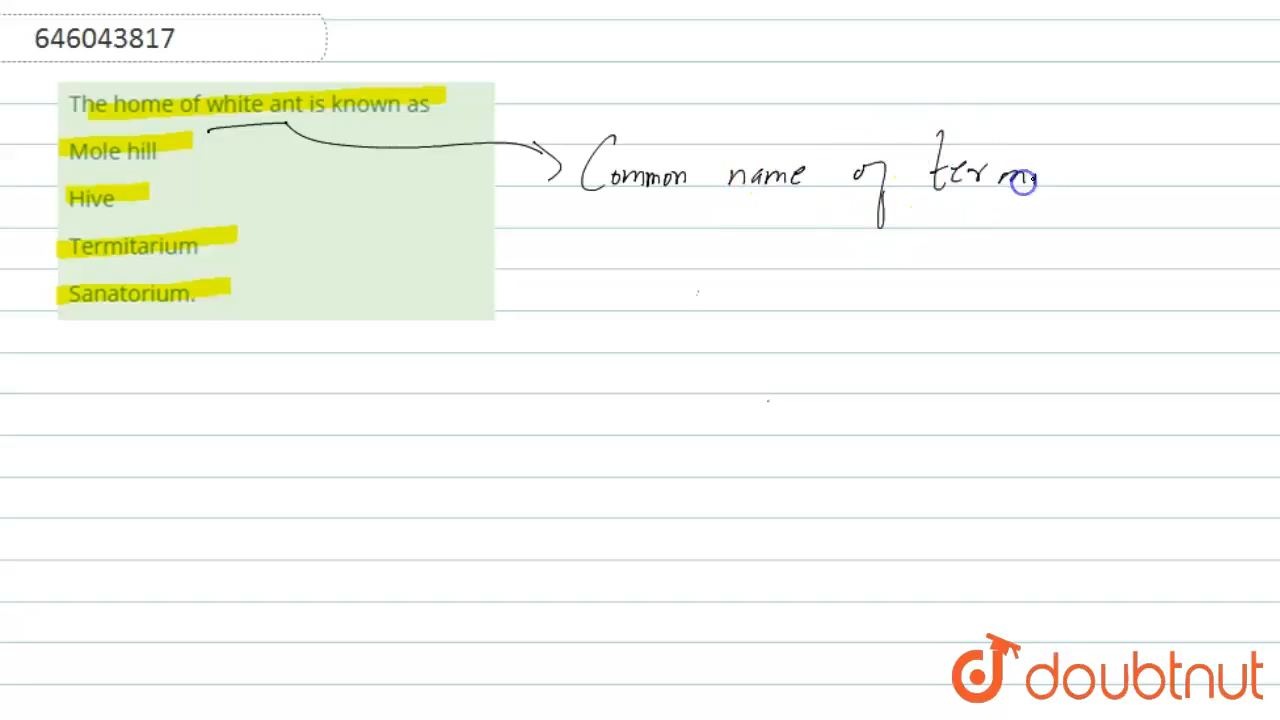 646043817
The home of white ant is known as
Mole hill
Hive
Termitarium
Sanatorium.
Common name of term
doubtnut